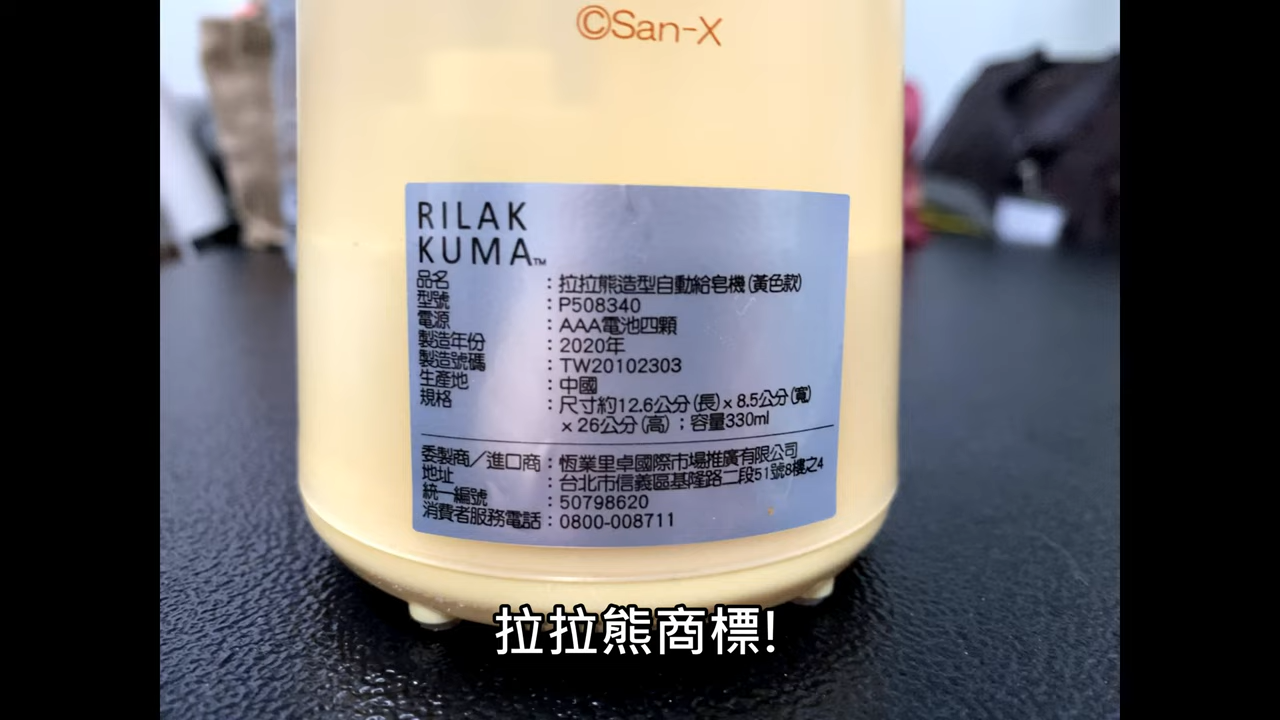 ©San-X
RILAK
KUMA™
品名：拉拉熊造型自動給皂機(黃色款)
型號：P508340
電源：AAA電池四顆
製造年份：2020年
製造號碼：TW20102303
生產地：中國
規格：尺寸約12.6公分(長) x 8.5公分(寬)
x 26公分(高)；容量330ml
委製商／進口商：恆業里卓國際市場推廣有限公司
地址：台北市信義區基隆路二段51號8樓之4
統一編號：50798620
消費者服務電話：0800-008711
拉拉熊商標!